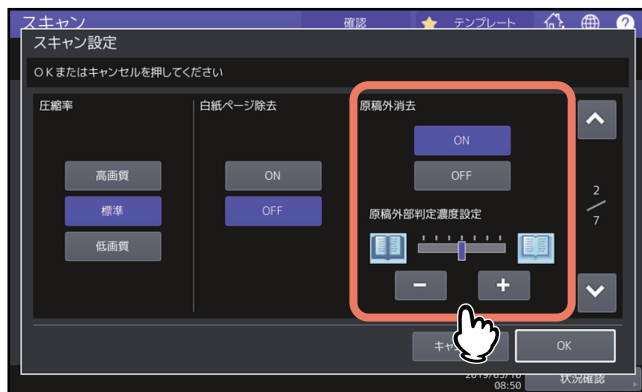 スキャン
確認
テンプレート
?
スキャン設定
OKまたはキャンセルを押してください
圧縮率
高画質
標準
低画質
白紙ページ除去
ON
OFF
原稿外消去
ON
OFF
原稿外部判定濃度設定
2
7
OK
08:50
状況確認